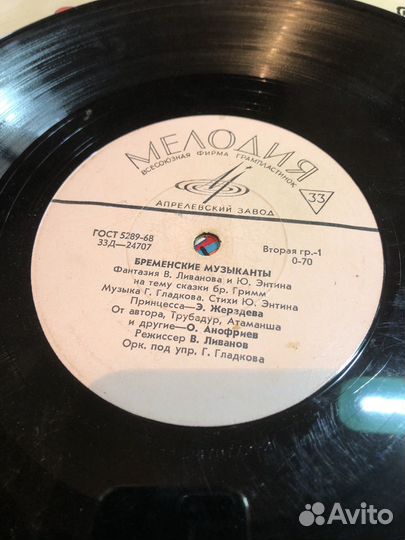 МЕЛОДИЯ
ВСЕСОЮЗНАЯ ФИРМА ГРАМПЛАСТИНОК
33
АПРЕЛЕВСКИЙ ЗАВОД
ГОСТ 5289-68
33Д—24707
Вторая гр.-1
0-70
БРЕМЕНСКИЕ МУЗЫКАНТЫ
Фантазия В. Ливанова и Ю. Энтина
на тему сказки бр. Гримм
Музыка Г. Гладкова. Стихи Ю. Энтина
Принцесса—Э. Жерздева
От автора, Трубадур, Атаманша
и другие—О. Анофриев
Режиссер В. Ливанов
Орк. под упр. Г. Гладкова
Avito